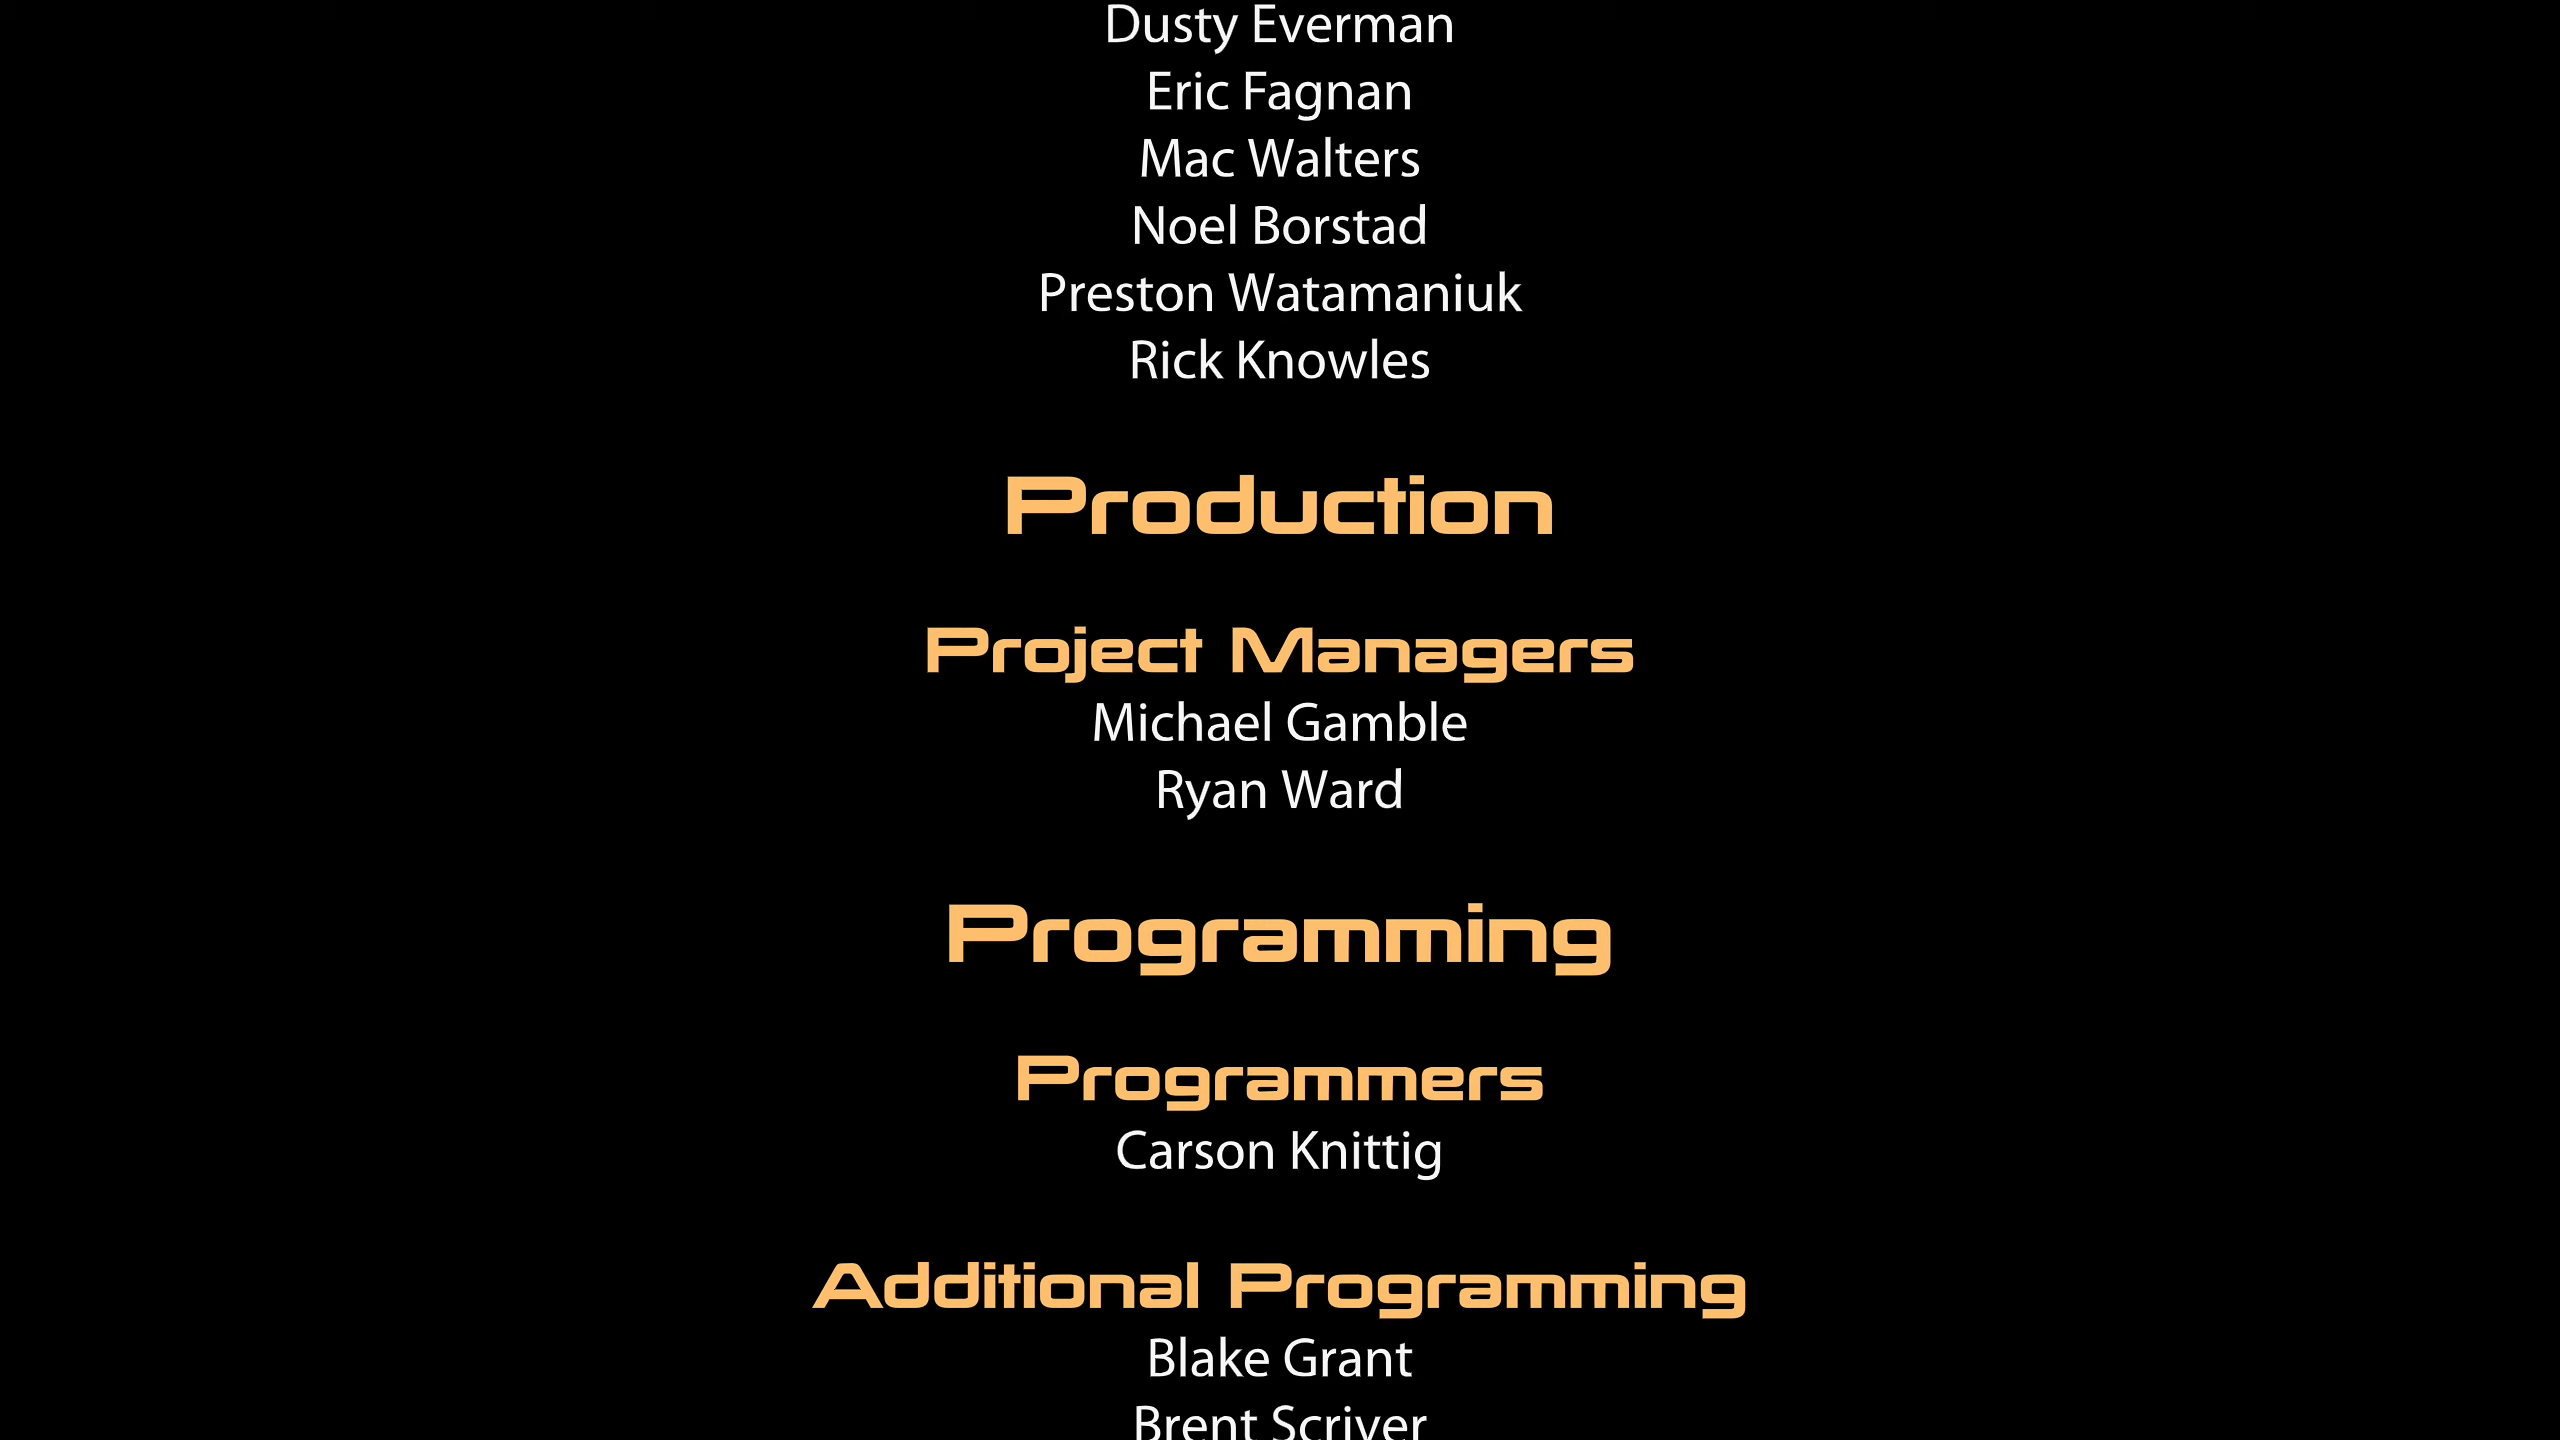 Dusty Everman
Eric Fagnan
Mac Walters
Noel Borstad
Preston Watamaniuk
Rick Knowles
Production
Project Managers
Michael Gamble
Ryan Ward
Programming
Programmers
Carson Knittig
Additional Programming
Blake Grant
Brent Scriver